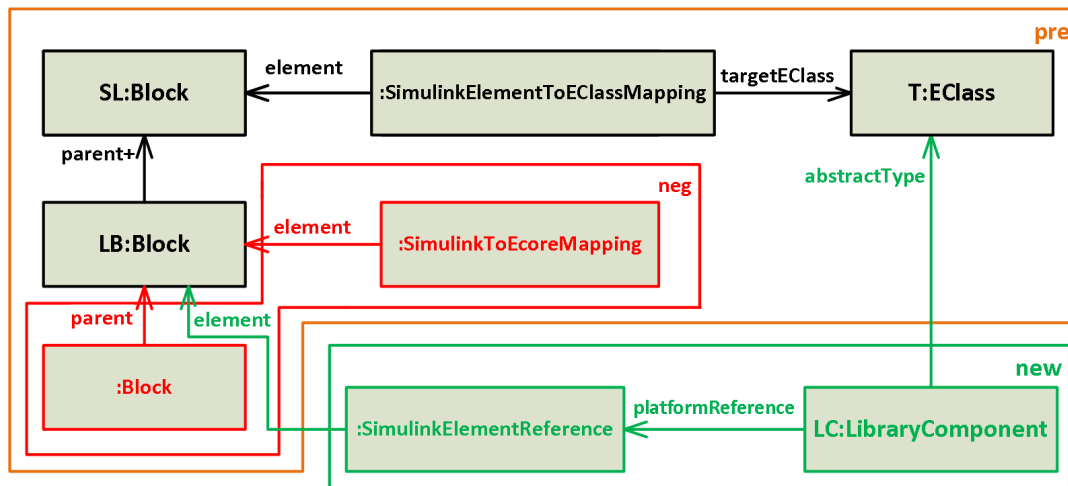 pre
element
targetEClass
SL:Block
:SimulinkElementToEClassMapping
T:EClass
parent+
abstractType
neg
element
LB:Block
:SimulinkToEcoreMapping
parent
element
:Block
new
platformReference
:SimulinkElementReference
LC:LibraryComponent